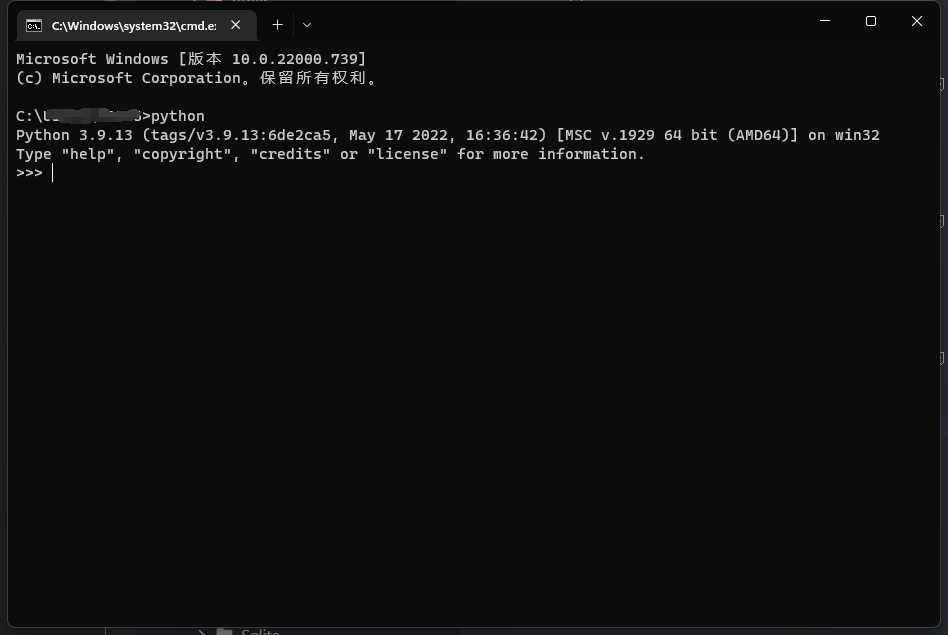 C:\Windows\system32\cmd.e:
Microsoft Windows [版本 10.0.22000.739]
(c) Microsoft Corporation。保留所有权利。
C:\ >python
Python 3.9.13 (tags/v3.9.13:6de2ca5, May 17 2022, 16:36:42) [MSC v.1929 64 bit (AMD64)] on win32
Type "help", "copyright", "credits" or "license" for more information.
>>>
Sqlite